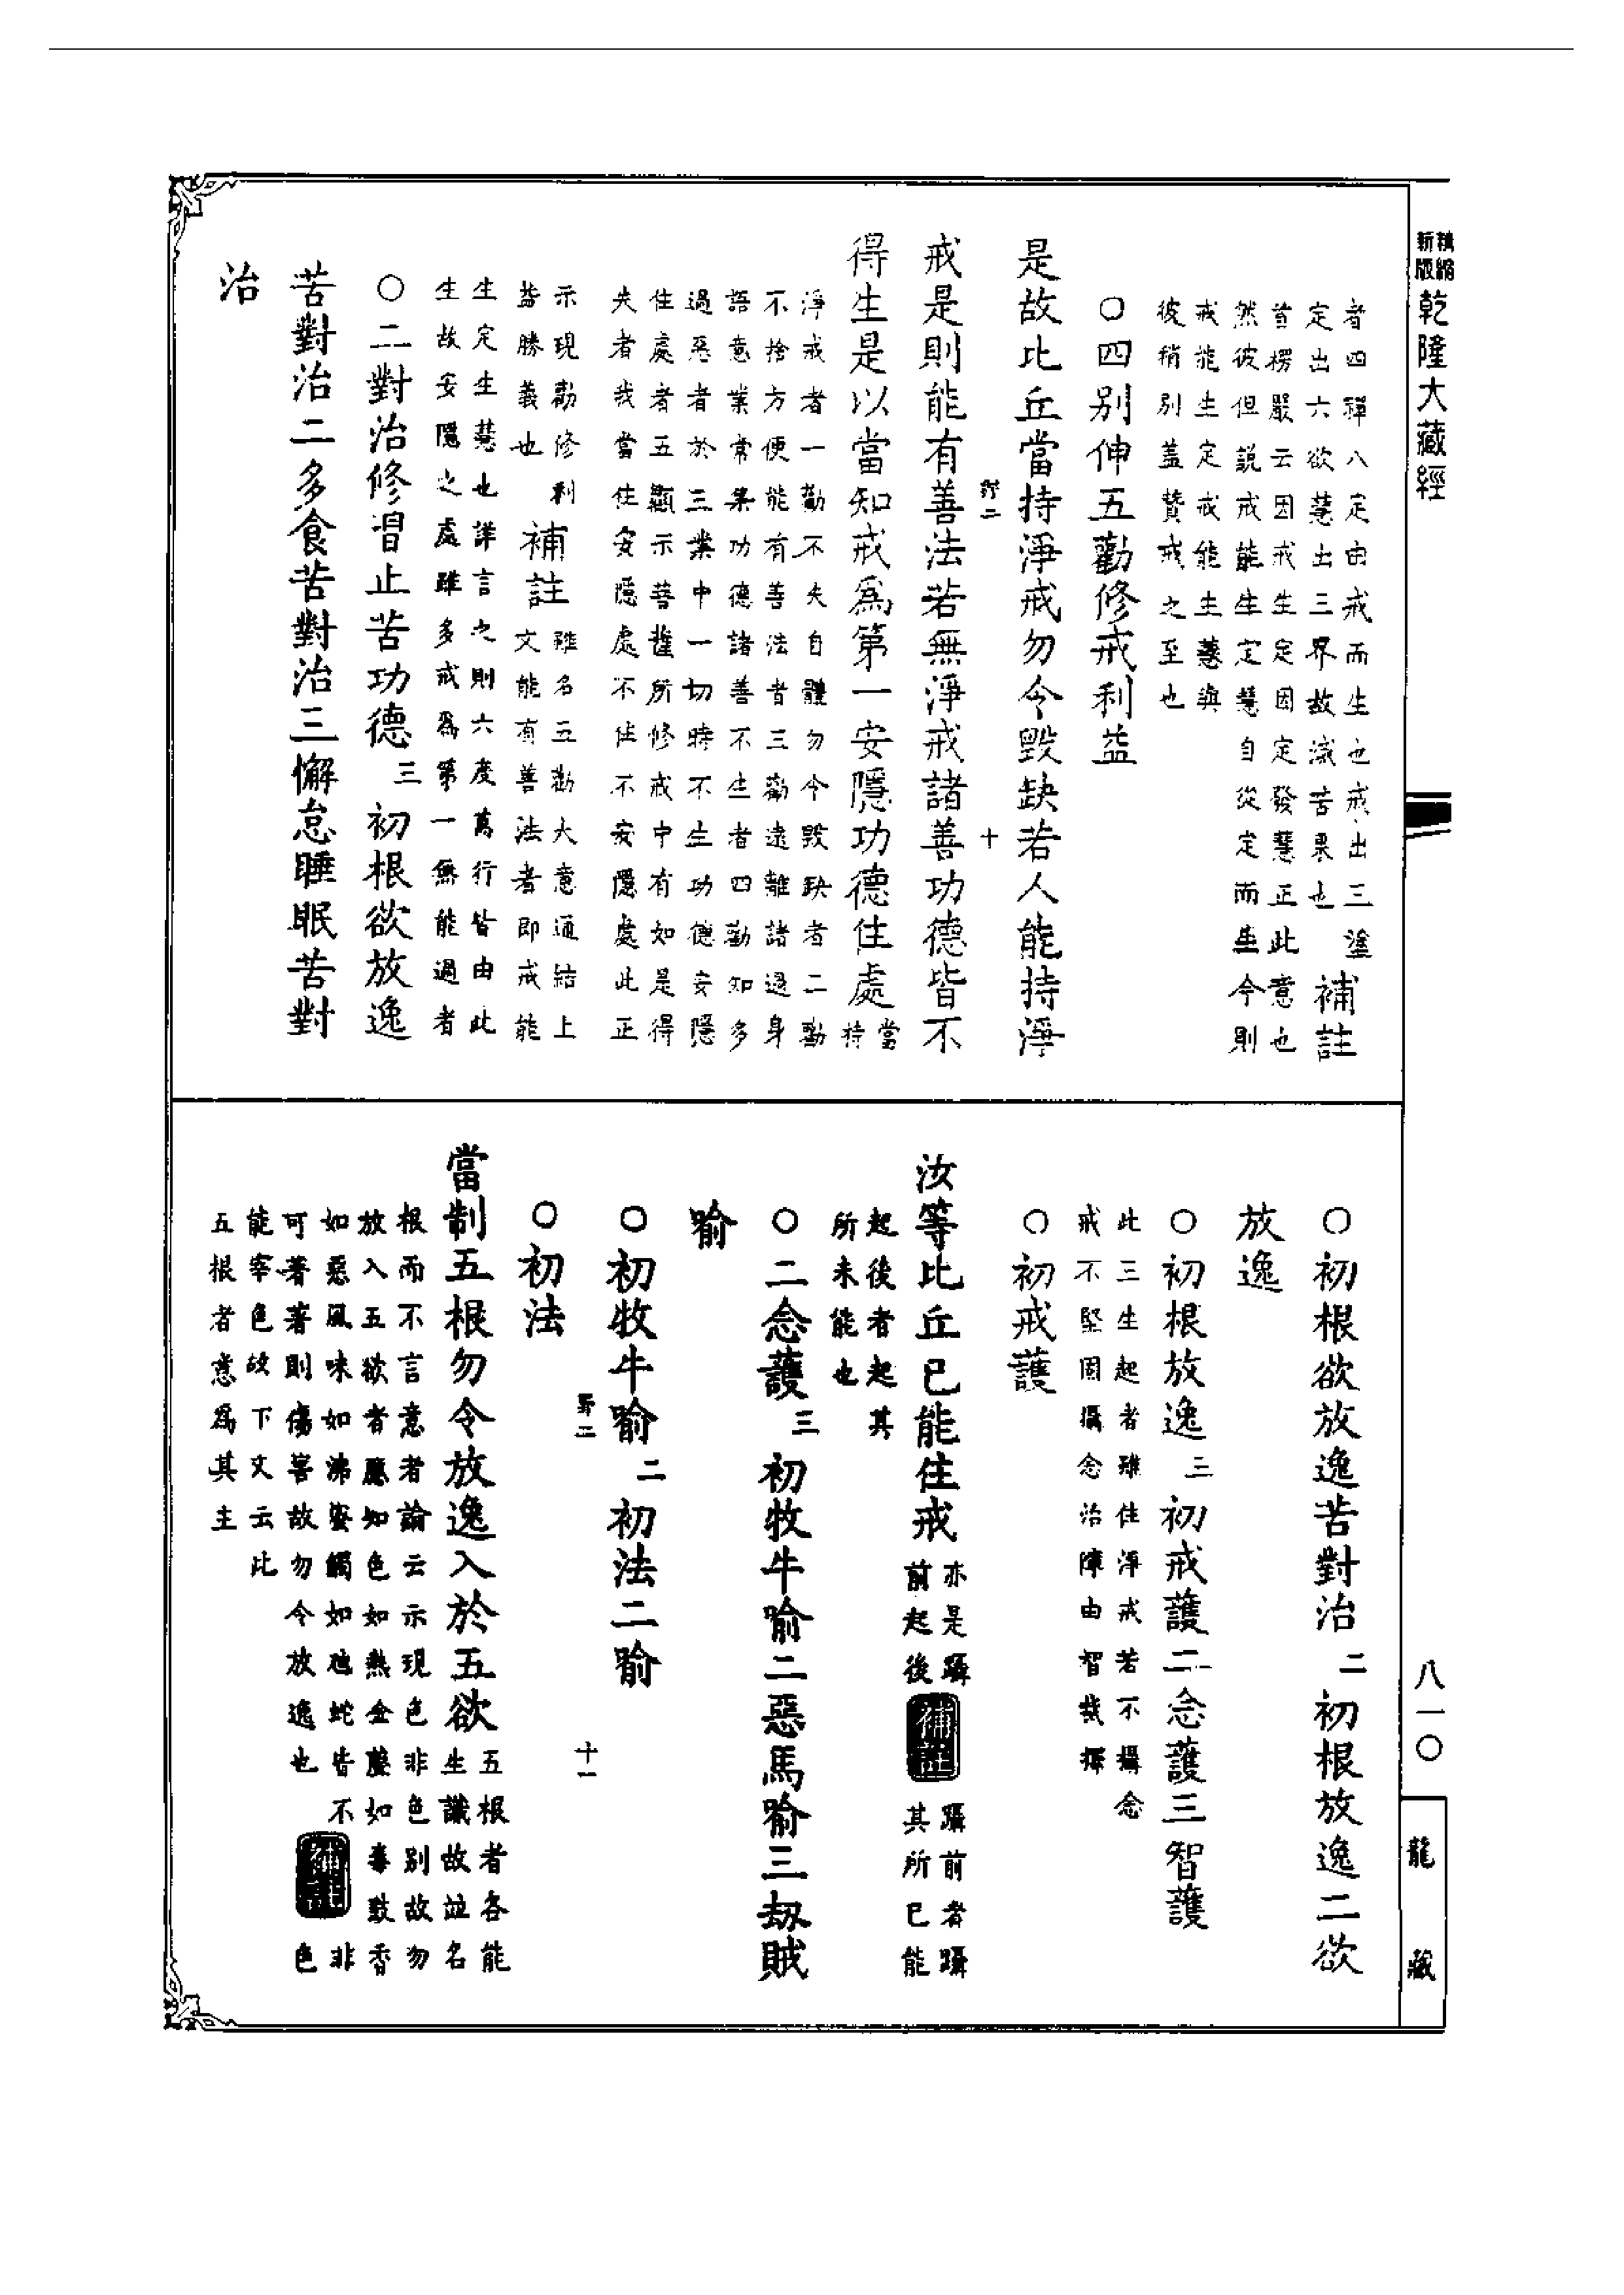 精縮新版乾隆大藏經
者四禪八定由戒而生也戒出三塗
定出六欲慧出三界故滅苦果也補註
首楞嚴云因戒生定因定發慧正此意也
然彼但說戒能生定慧自從定而生今則
戒能生定戒能生慧與
彼稍別蓋贊戒之至也
○四別伸五勸修戒利益
是故比丘當持淨戒勿令毀缺若人能持淨
十
戒是則能有善法若無淨戒諸善功德皆不
得生是以當知戒為第一安隱功德住處當持
淨戒者一勸不失自體勿令毀缺者二勸
不捨方便能有善法者三勸遠離諸過身
語意業常集功德諸善不生者四勸知多
過惡者於三業中一切時不生功德安隱
住處者五顯示菩薩所修戒中有如是得
失者我當住安隱處不住不安隱處此正
示現勸修利
益勝義也補註雖名五勸大意通結上
文能有善法者即戒能
生定生慧也詳言之則六度萬行皆由此
生故安隱之處雖多戒為第一無能過者
○二對治修習止苦功德三初根欲放逸
苦對治二多食苦對治三懈怠睡眠苦對
治
○初根欲放逸苦對治二初根放逸二欲
放逸
○初根放逸三初戒護二念護三智護
此三生起者雖住淨戒若不攝念
戒不堅固攝念治障由智裁擇
○初戒護
汝等比丘已能住戒亦是躡前起後補註躡前者躡其所已能
起後者起其
所未能也
○二念護三初牧牛喻二惡馬喻三劫賊
喻
○初牧牛喻二初法二喻
十一
○初法
當制五根勿令放逸入於五欲五根者各能生識故竝名
根而不言意者論云示現色非色別故勿
放入五欲者應知色如熱金礬如毒鼓香
如惡風味如沸蜜觸如虺蛇皆不
可著著則傷害故勿令放逸也補註非色
能宰色故下文云此
五根者意為其主
八一〇
龍藏